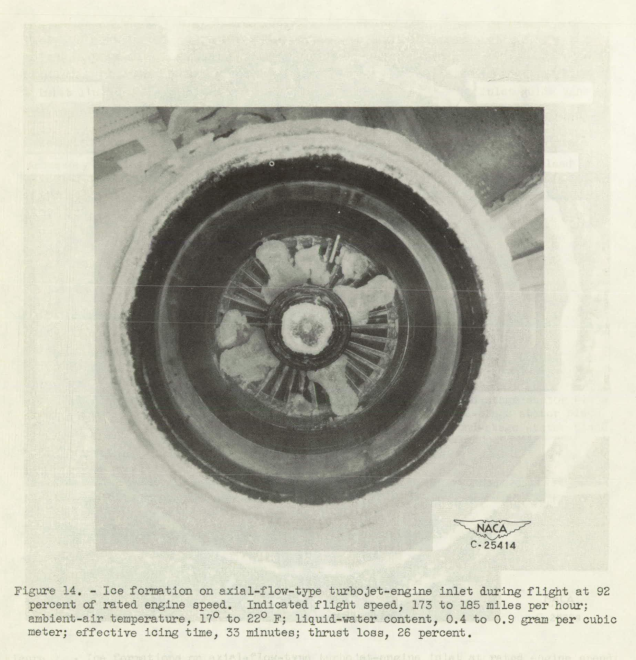 NACA
C-25414
Figure 14. - Ice formation on axial-flow-type turbojet-engine inlet during flight at 92
percent of rated engine speed. Indicated flight speed, 173 to 185 miles per hour;
ambient-air temperature, 17° to 22° F; liquid-water content, 0.4 to 0.9 gram per cubic
meter; effective icing time, 33 minutes; thrust loss, 26 percent.